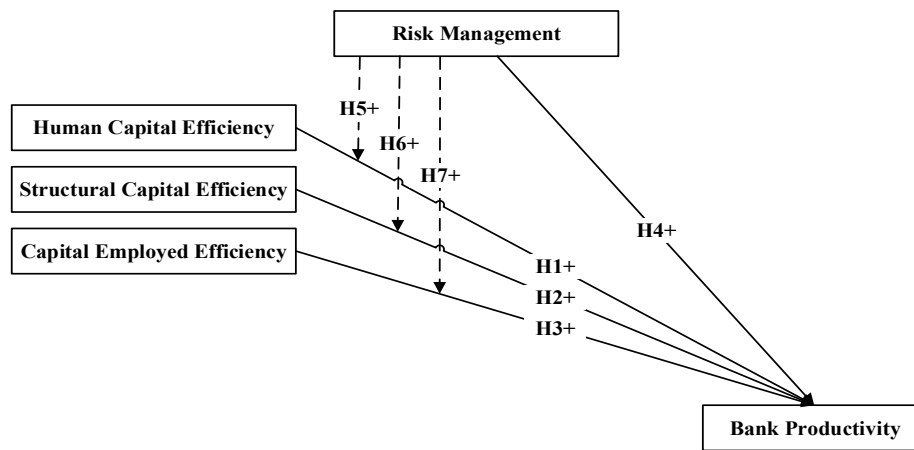 Risk Management
H5+
Human Capital Efficiency
H6+
H7+
Structural Capital Efficiency
H4+
Capital Employed Efficiency
H1+
H2+
H3+
Bank Productivity